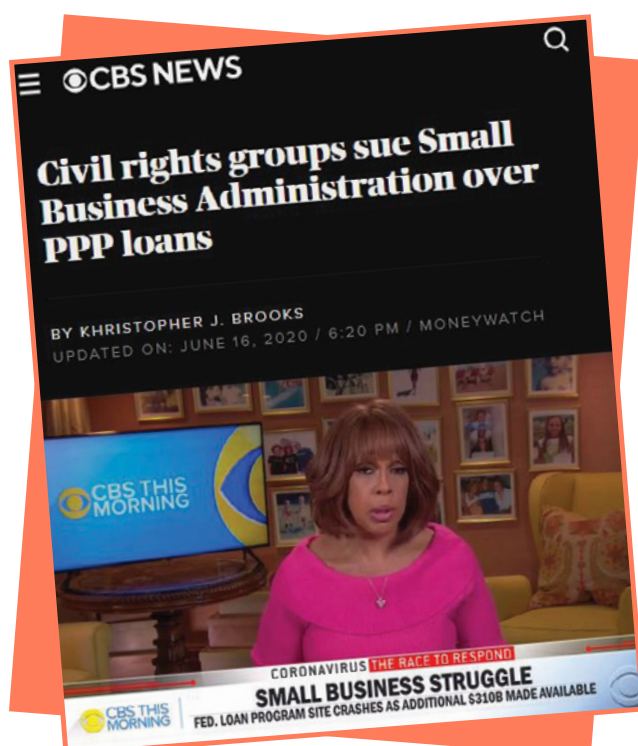 CBS NEWS
Civil rights groups sue Small
Business Administration over
PPP loans
BY KHRISTOPHER J. BROOKS
UPDATED ON: JUNE 16, 2020 / 6:20 PM / MONEYWATCH
CBS THIS
MORNING
CORONAVIRUS THE RACE TO RESPOND
SMALL BUSINESS STRUGGLE
CBS THIS
MORNING
FED. LOAN PROGRAM SITE CRASHES AS ADDITIONAL $310B MADE AVAILABLE